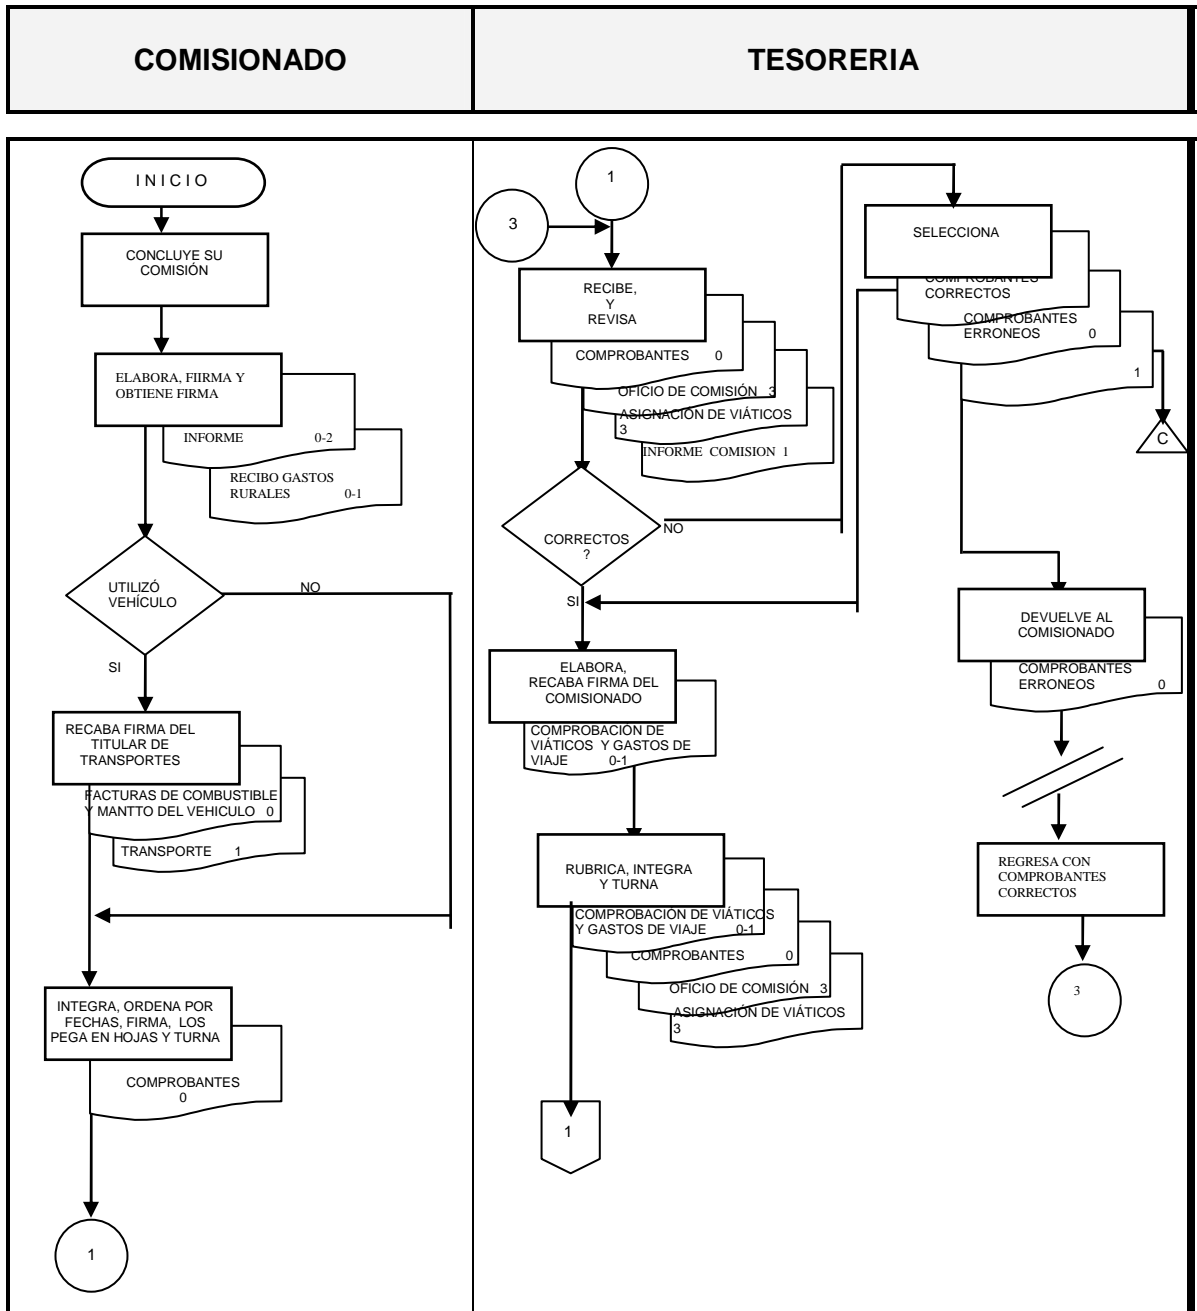 COMISIONADO
TESORERIA
I N I C I O
CONCLUYE SU
COMISIÓN
ELABORA, FIIRMA Y
OBTIENE FIRMA
INFORME 0-2
RECIBO GASTOS
RURALES 0-1
UTILIZÓ
VEHÍCULO
NO
SI
RECABA FIRMA DEL
TITULAR DE
TRANSPORTES
FACTURAS DE COMBUSTIBLE
Y MANTTO DEL VEHICULO 0
TRANSPORTE 1
INTEGRA, ORDENA POR
FECHAS, FIRMA, LOS
PEGA EN HOJAS Y TURNA
COMPROBANTES
0
1
1
3
RECIBE,
Y
REVISA
COMPROBANTES 0
OFICIO DE COMISIÓN 3
ASIGNACIÓN DE VIÁTICOS
3
INFORME COMISION 1
CORRECTOS
?
NO
SI
ELABORA,
RECABA FIRMA DEL
COMISIONADO
COMPROBACIÓN DE
VIÁTICOS Y GASTOS DE
VIAJE 0-1
RUBRICA, INTEGRA
Y TURNA
COMPROBACIÓN DE VIÁTICOS
Y GASTOS DE VIAJE 0-1
COMPROBANTES 0
OFICIO DE COMISIÓN 3
ASIGNACIÓN DE VIÁTICOS
3
1
SELECCIONA
COMPROBANTES
CORRECTOS
COMPROBANTES
ERRONEOS 0
1
C
DEVUELVE AL
COMISIONADO
COMPROBANTES
ERRONEOS 0
REGRESA CON
COMPROBANTES
CORRECTOS
3